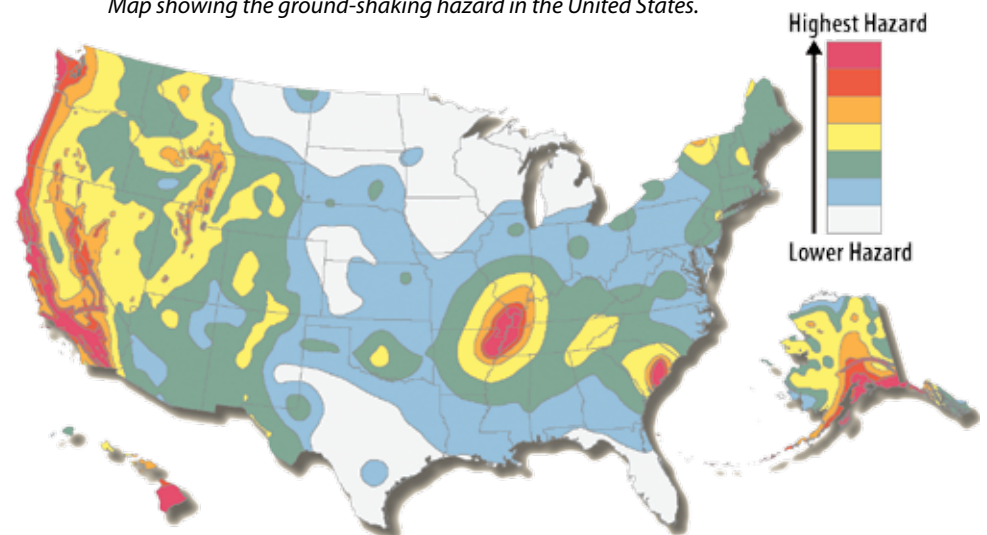 Map showing the ground-shaking hazard in the United States.
Highest Hazard
Lower Hazard